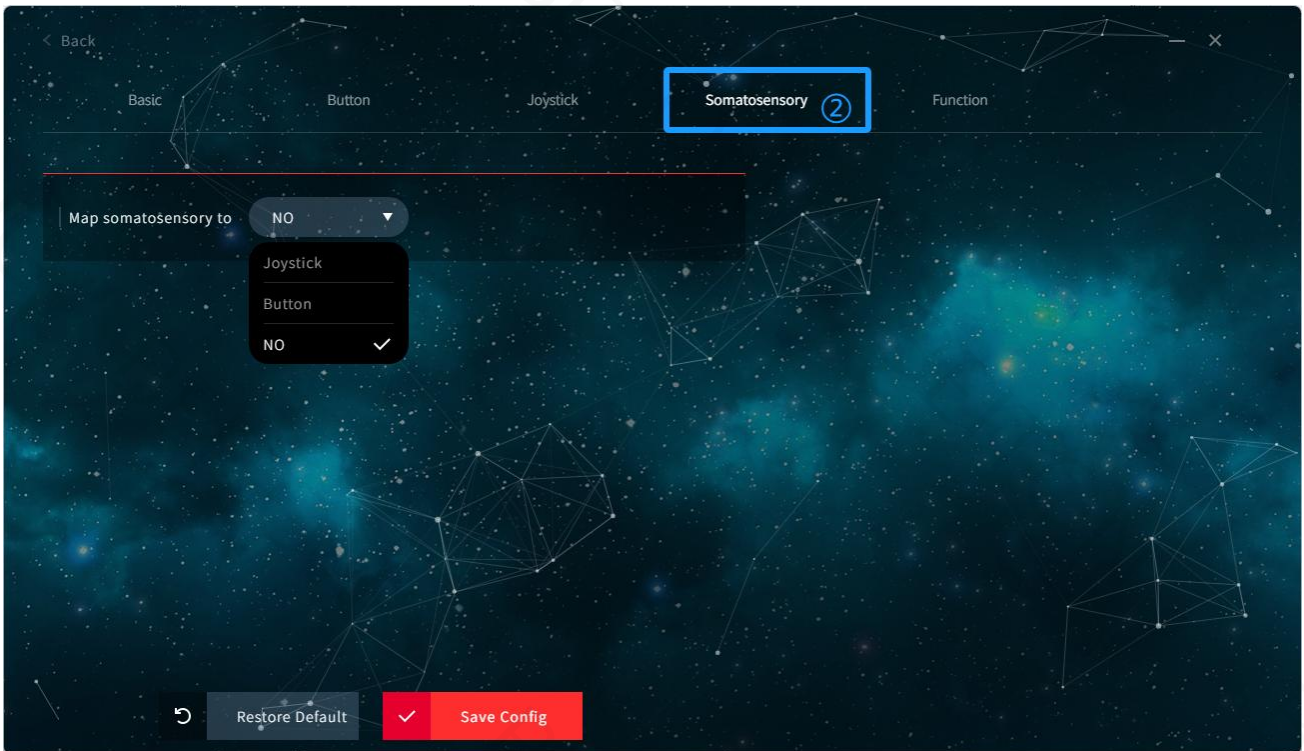 Back
Basic Button Joystick Somatosensory ② Function
Map somatosensory to NO
Joystick
Button
NO
Restore Default Save Config